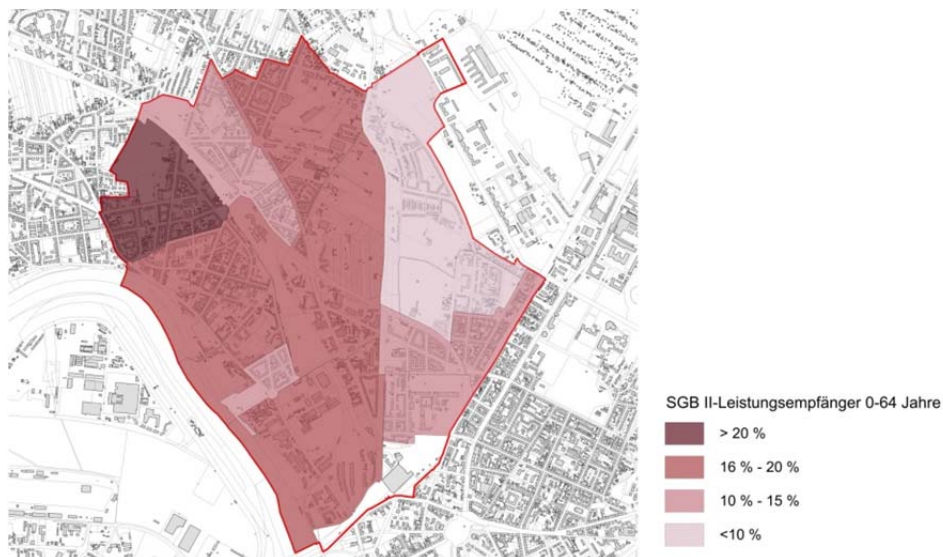 SGB II-Leistungsempfänger 0-64 Jahre
> 20 %
16 % - 20 %
10 % - 15 %
<10 %